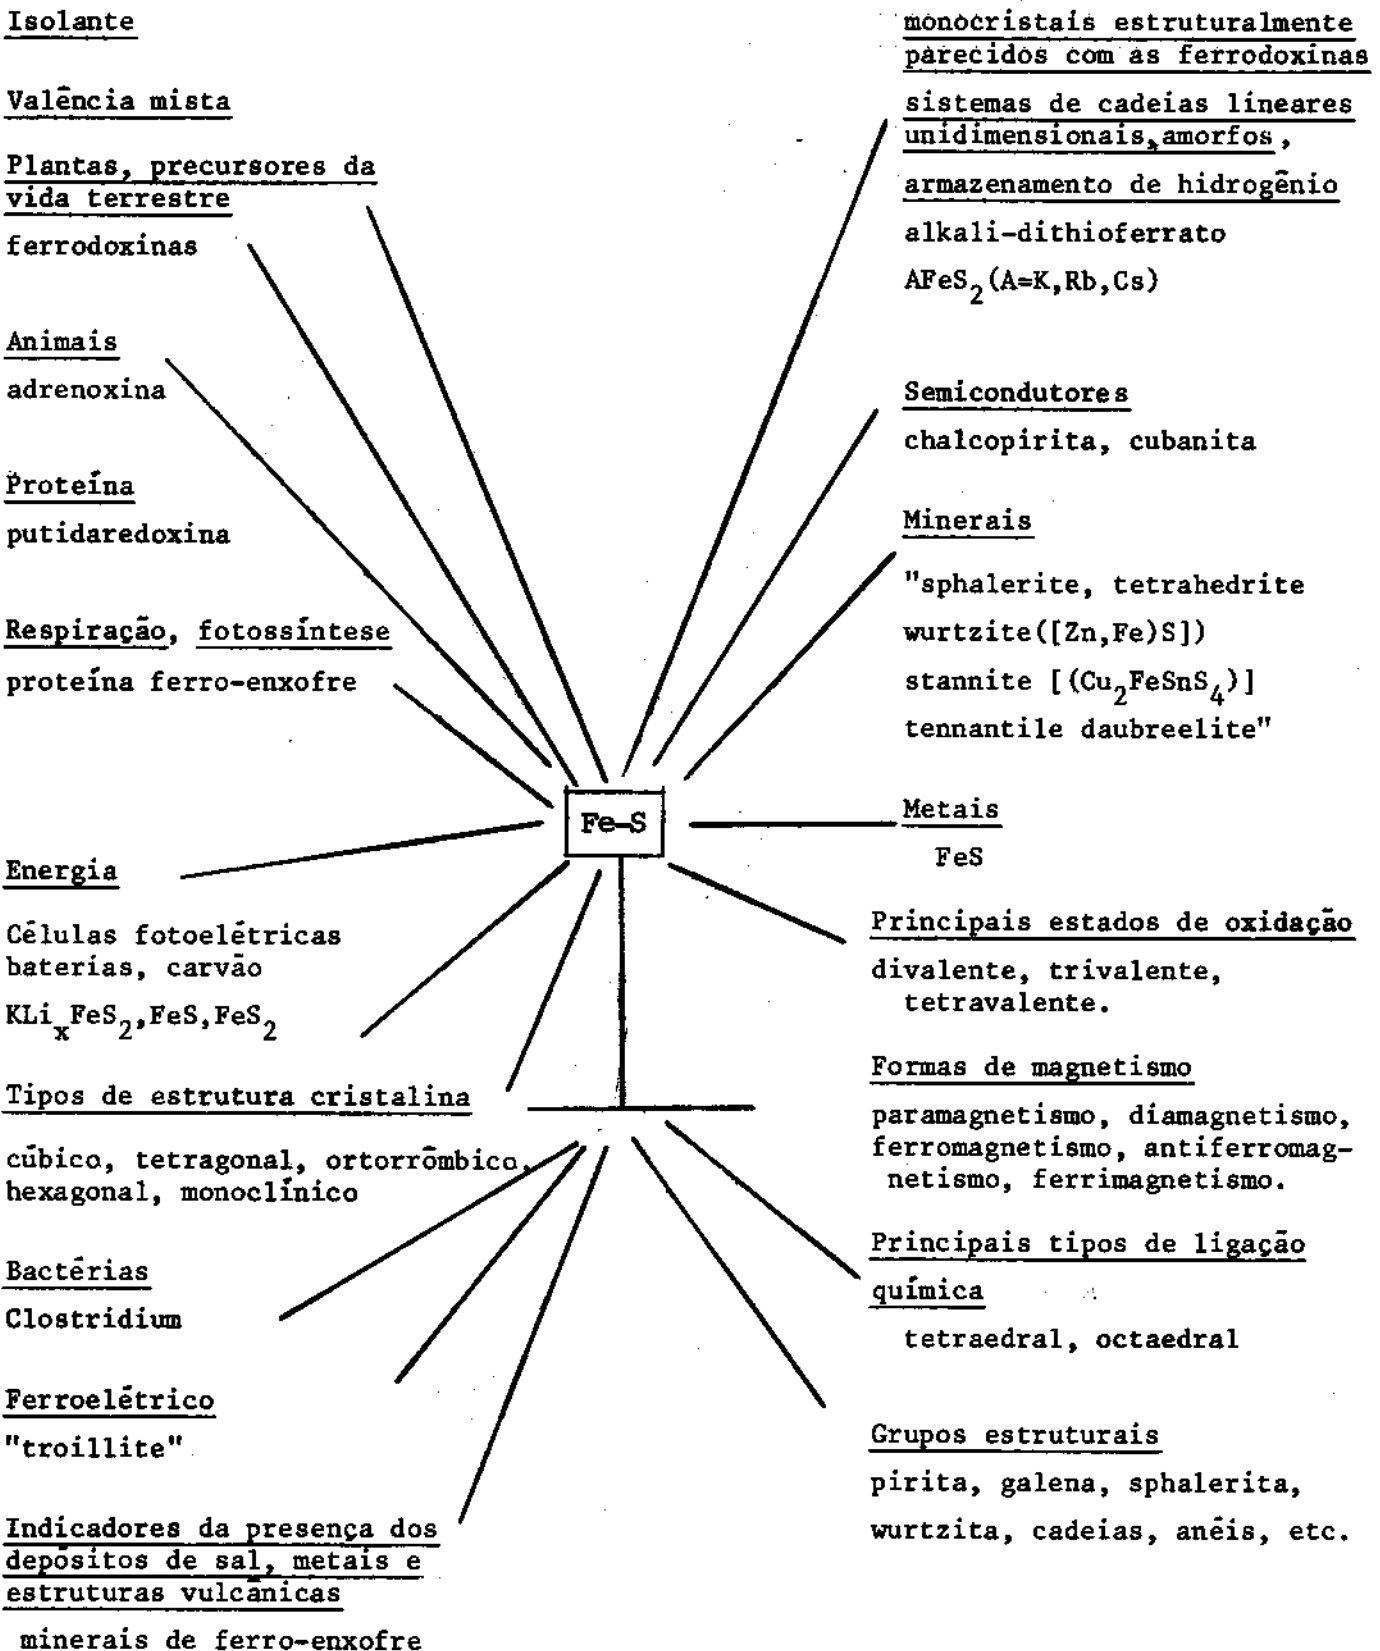 Isolante
Valência mista
Plantas, precursores da
vida terrestre
ferrodoxinas
Animais
adrenoxina
Proteína
putidaredoxina
Respiração, fotossíntese
proteína ferro-enxofre
Energia
Células fotoelétricas
baterias, carvão
KLiₓFeS₂,FeS,FeS₂
Tipos de estrutura cristalina
cúbico, tetragonal, ortorrômbico,
hexagonal, monoclínico
Bactérias
Clostridium
Ferroelétrico
"troillite"
Indicadores da presença dos
depósitos de sal, metais e
estruturas vulcânicas
minerais de ferro-enxofre
Fe-S
monocristais estruturalmente
parecidos com as ferrodoxinas
sistemas de cadeias lineares
unidimensionais,amorfos,
armazenamento de hidrogênio
alkali-dithioferrato
AFeS₂(A=K,Rb,Cs)
Semicondutores
chalcopirita, cubanita
Minerais
"sphalerite, tetrahedrite
wurtzite([Zn,Fe)S])
stannite [(Cu₂FeSnS₄)]
tennantile daubreelite"
Metais
FeS
Principais estados de oxidação
divalente, trivalente,
tetravalente.
Formas de magnetismo
paramagnetismo, diamagnetismo,
ferromagnetismo, antiferromag-
netismo, ferrimagnetismo.
Principais tipos de ligação
química
tetraedral, octaedral
Grupos estruturais
pirita, galena, sphalerita,
wurtzita, cadeias, anéis, etc.